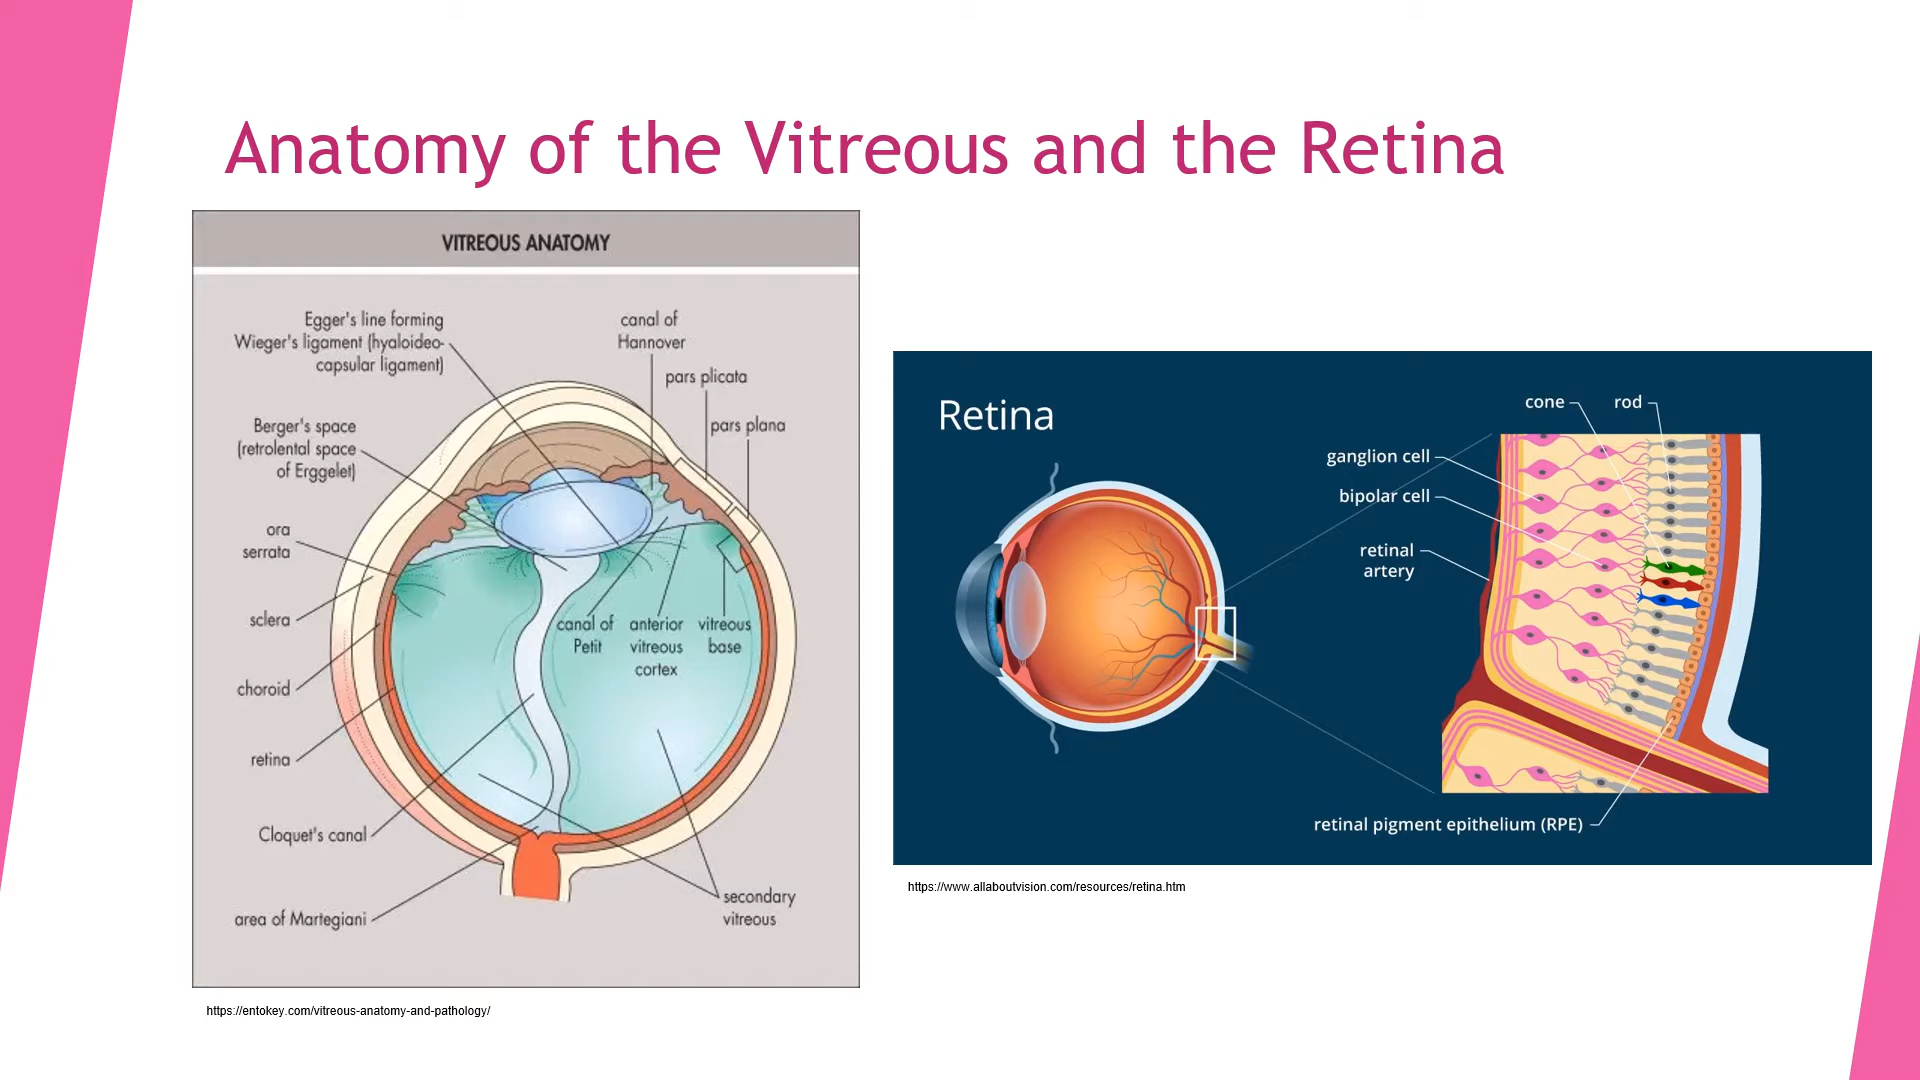 Anatomy of the Vitreous and the Retina
VITREOUS ANATOMY
Egger's line forming
Wieger's ligament (hyaloideo-
capsular ligament)
canal of
Hannover
pars plicata
pars plana
Berger's space
(retrolental space
of Erggelet)
ora
serrata
sclera
choroid
retina
Cloquet's canal
area of Martegiani
canal of
Petit
anterior
vitreous
cortex
vitreous
base
secondary
vitreous
https://entokey.com/vitreous-anatomy-and-pathology/
Retina
cone
rod
ganglion cell
bipolar cell
retinal
artery
retinal pigment epithelium (RPE)
https://www.allaboutvision.com/resources/retina.htm